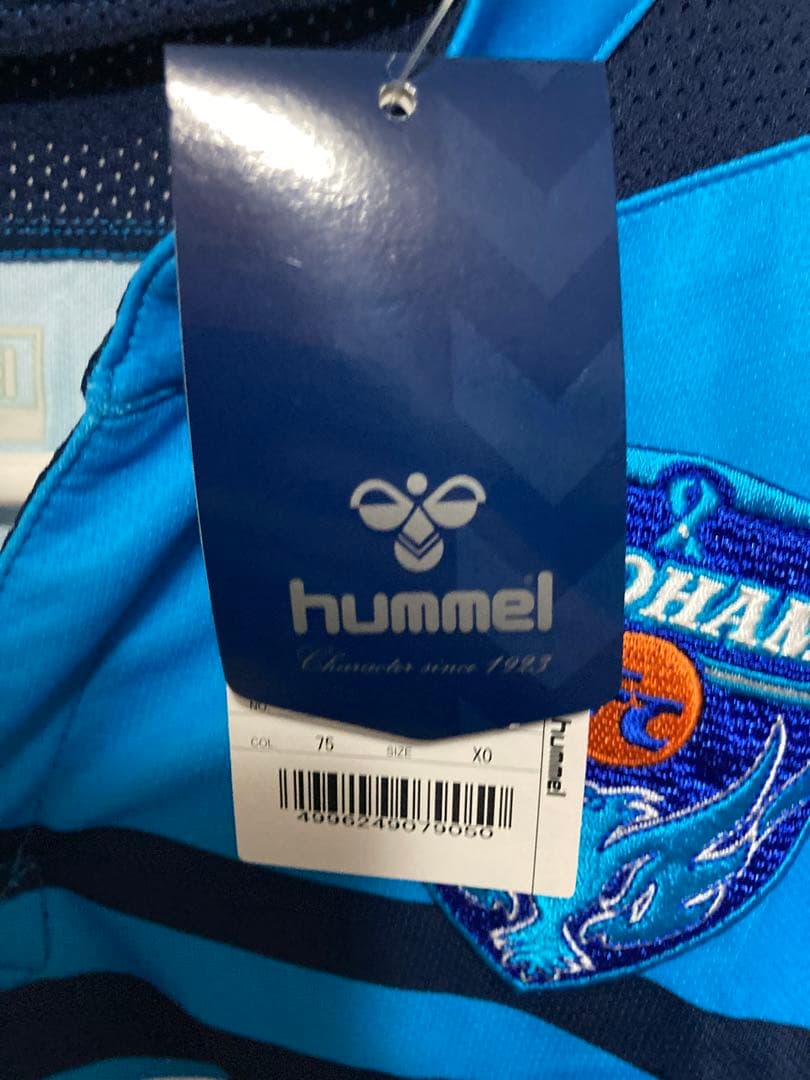 hummel
Character since 1923
NO.
COL 75 SIZE XO
hummel
4996249079050
OHAM